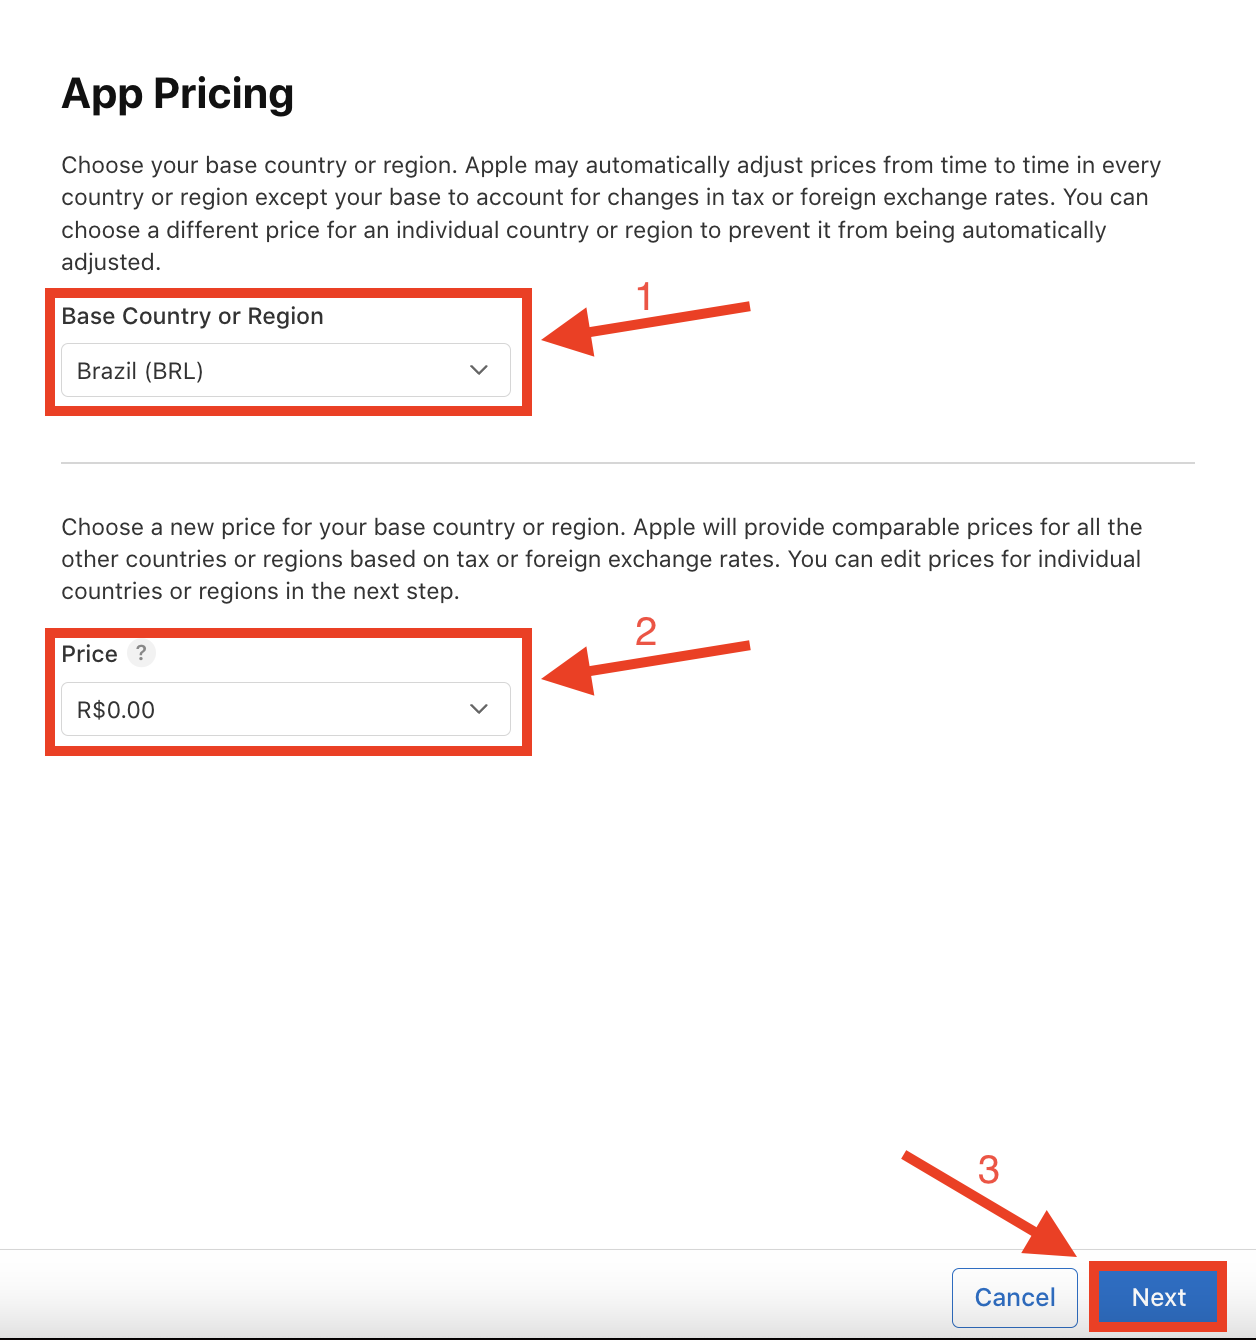 App Pricing
Choose your base country or region. Apple may automatically adjust prices from time to time in every
country or region except your base to account for changes in tax or foreign exchange rates. You can
choose a different price for an individual country or region to prevent it from being automatically
adjusted.
1
Base Country or Region
Brazil (BRL)
Choose a new price for your base country or region. Apple will provide comparable prices for all the
other countries or regions based on tax or foreign exchange rates. You can edit prices for individual
countries or regions in the next step.
2
Price ?
R$0.00
3
Cancel
Next